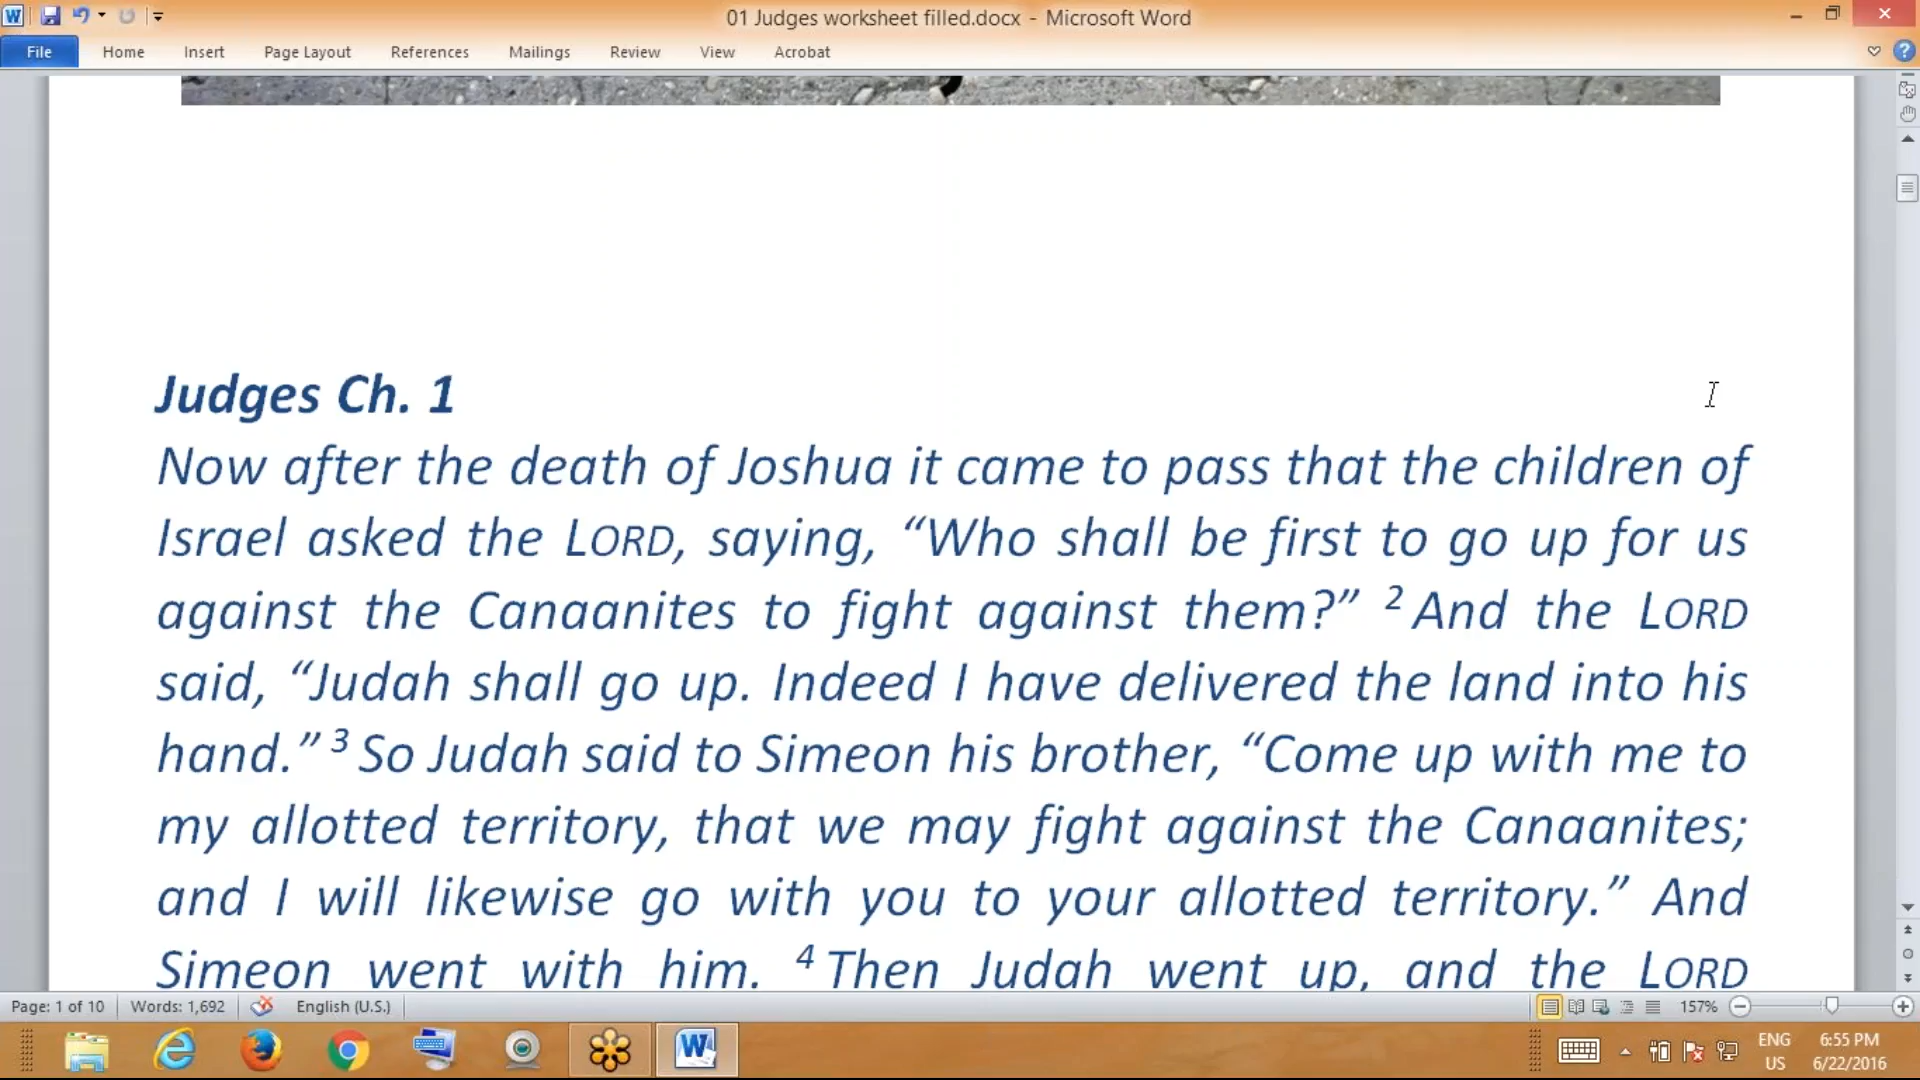 01 Judges worksheet filled.docx - Microsoft Word
File Home Insert Page Layout References Mailings Review View Acrobat
Judges Ch. 1
Now after the death of Joshua it came to pass that the children of
Israel asked the LORD, saying, “Who shall be first to go up for us
against the Canaanites to fight against them?” ² And the LORD
said, “Judah shall go up. Indeed I have delivered the land into his
hand.” ³ So Judah said to Simeon his brother, “Come up with me to
my allotted territory, that we may fight against the Canaanites;
and I will likewise go with you to your allotted territory.” And
Simeon went with him. ⁴ Then Judah went up, and the LORD
Page: 1 of 10 Words: 1,692 English (U.S.) 157%
ENG 6:55 PM
US 6/22/2016